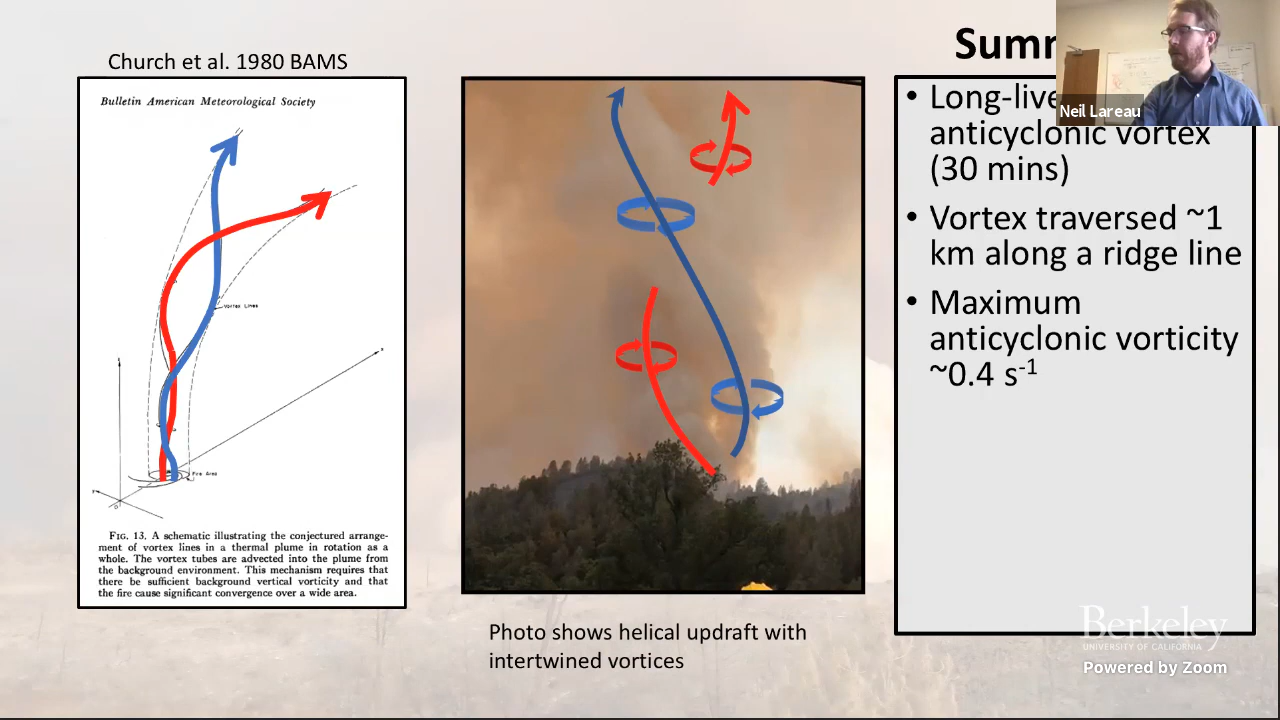 Church et al. 1980 BAMS
Bulletin American Meteorological Society
Vortex Lines
Fire Area
FIG. 13. A schematic illustrating the conjectured arrange-
ment of vortex lines in a thermal plume in rotation as a
whole. The vortex tubes are advected into the plume from
the background environment. This mechanism requires that
there be sufficient background vertical vorticity and that
the fire cause significant convergence over a wide area.
Photo shows helical updraft with
intertwined vortices
Neil Lareau
• Long-live
anticyclonic vortex
(30 mins)
• Vortex traversed ~1
km along a ridge line
• Maximum
anticyclonic vorticity
~0.4 s-1
Berkeley
UNIVERSITY OF CALIFORNIA
Powered by Zoom